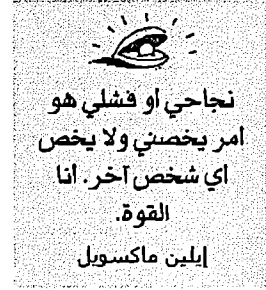 نجاحي او فشلي هو
امر يخصني ولا يخص
اي شخص آخر. انا
القوة.
إيلين ماكسويل